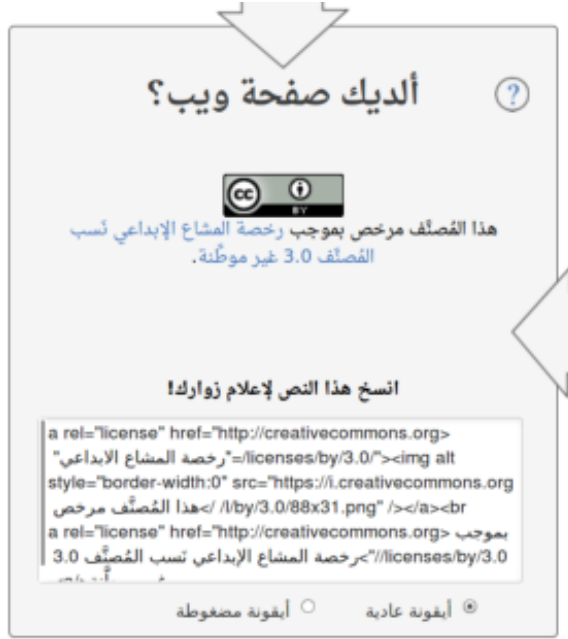 ألديك صفحة ويب؟
?
cc
BY
هذا المُصنَّف مرخص بموجب رخصة المشاع الإبداعي نَسب
المُصنَّف 3.0 غير موطَّنة.
انسخ هذا النص لإعلام زوارك!
a rel="license" href="http://creativecommons.org>
"رخصة المشاع الابداعي"=/licenses/by/3.0/"><img alt
style="border-width:0" src="https://i.creativecommons.org
هذا المُصنَّف مرخص</ /l/by/3.0/88x31.png" /></a><br
بموجب <a rel="license" href="http://creativecommons.org
//licenses/by/3.0">رخصة المشاع الإبداعي نَسب المُصنَّف 3.0
أيقونة عادية
أيقونة مضغوطة